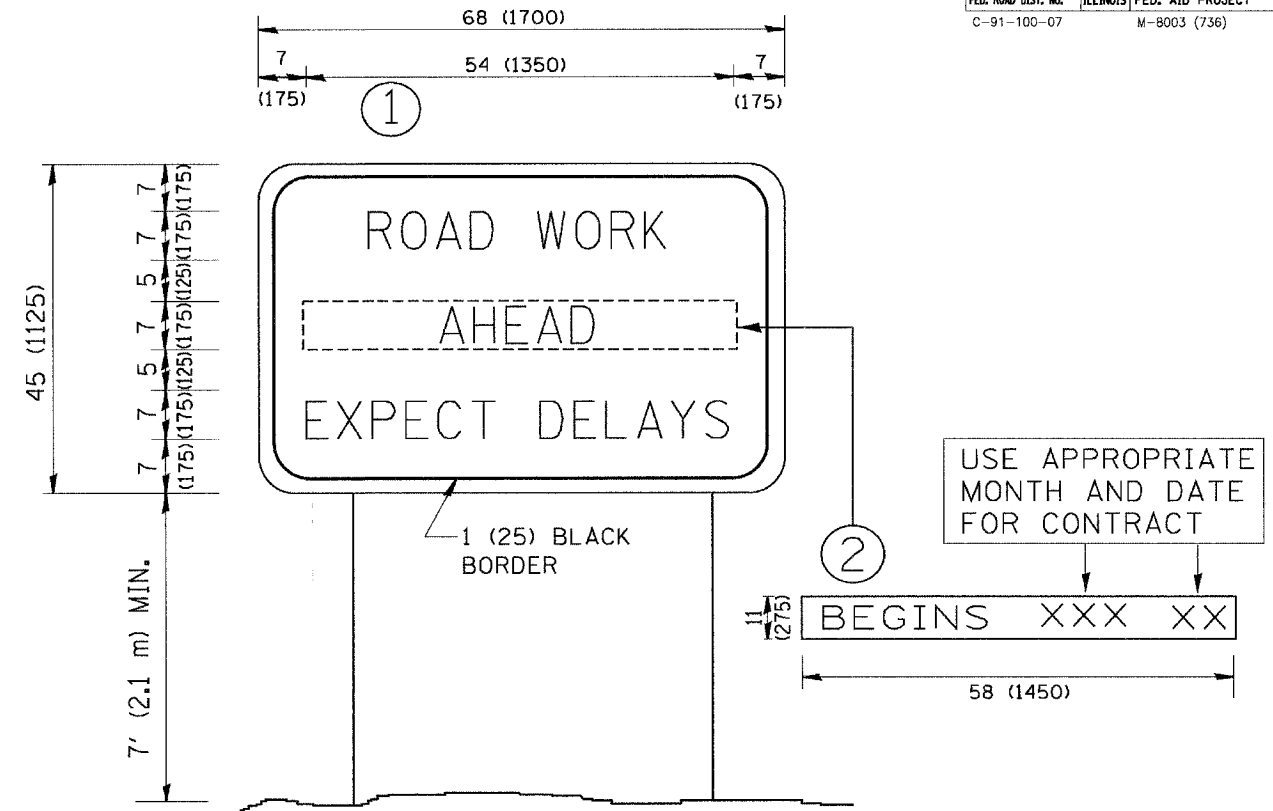 FED. ROAD DIST. NO. ILLINOIS FED. AID PROJECT
C-91-100-07 M-8003 (736)
68 (1700)
7 54 (1350) 7
(175) (175)
1
45 (1125)
7 (175)
7 (175)
5 (125)
7 (175)
5 (125)
7 (175)
7 (175)
ROAD WORK
AHEAD
EXPECT DELAYS
1 (25) BLACK
BORDER
7' (2.1 m) MIN.
USE APPROPRIATE
MONTH AND DATE
FOR CONTRACT
2
11
(275)
BEGINS XXX XX
58 (1450)